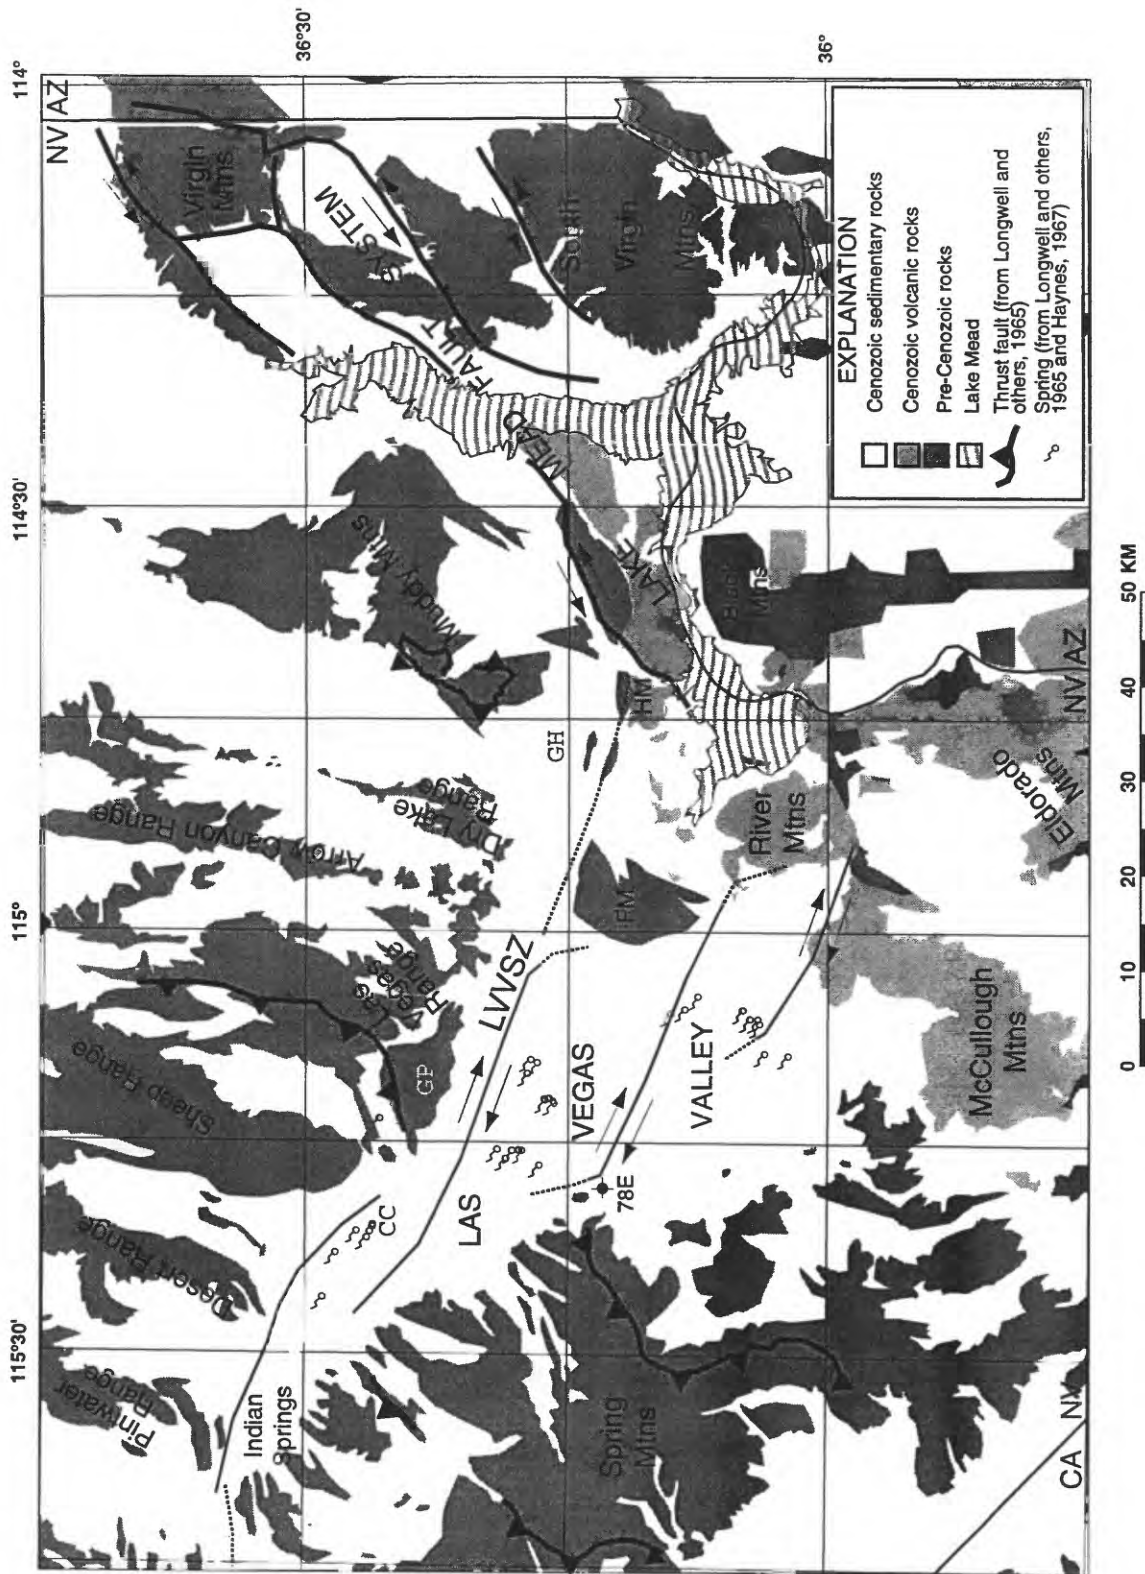 115°30'
115°
114°30'
114°
36°30'
36°
NV AZ
Pintwater
Range
Desert Range
Sheep Range
Las
Vegas
Range
Arrow Canyon Range
Dry Lake
Range
Muddy Mtns
Virgin
Mtns
Indian
Springs
CC
GP
LVVSZ
GH
HM
FM
LAS
VEGAS
VALLEY
78E
LAKE
MEAD
FAULT
SYSTEM
South
Virgin
Mtns
Black
Mtns
River
Mtns
Spring
Mtns
McCullough
Mtns
Eldorado
Mtns
CA NV
NV AZ
EXPLANATION
Cenozoic sedimentary rocks
Cenozoic volcanic rocks
Pre-Cenozoic rocks
Lake Mead
Thrust fault (from Longwell and
others, 1965)
Spring (from Longwell and others,
1965 and Haynes, 1967)
0 10 20 30 40 50 KM